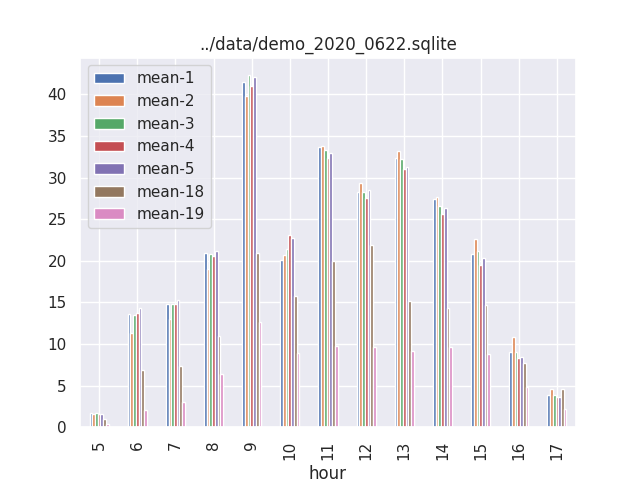 ../data/demo_2020_0622.sqlite
mean-1
mean-2
mean-3
mean-4
mean-5
mean-18
mean-19
40
35
30
25
20
15
10
5
0
5 6 7 8 9 10 11 12 13 14 15 16 17
hour